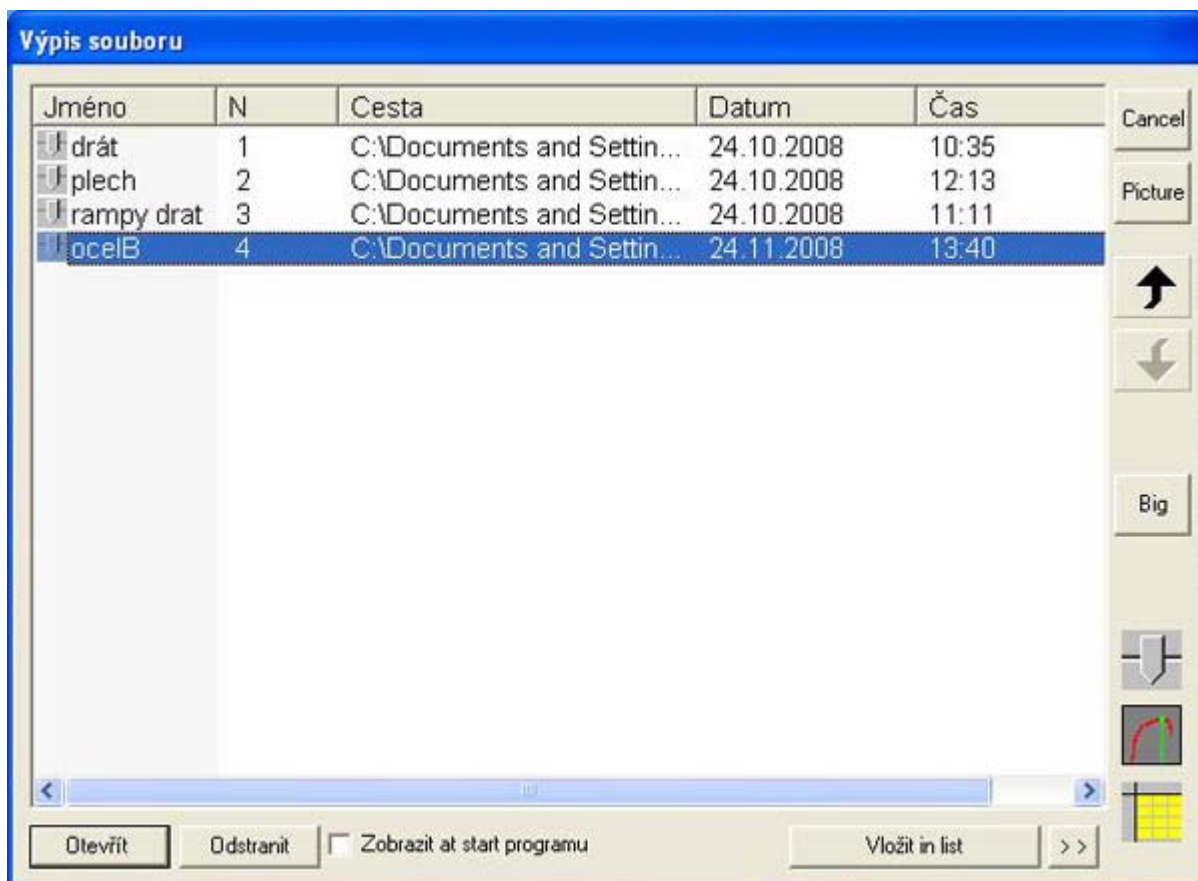 Výpis souboru
Jméno N Cesta Datum Čas
drát 1 C:\Documents and Settin... 24.10.2008 10:35
plech 2 C:\Documents and Settin... 24.10.2008 12:13
rampy drat 3 C:\Documents and Settin... 24.10.2008 11:11
ocelB 4 C:\Documents and Settin... 24.11.2008 13:40
Cancel
Picture
Big
Otevřít Odstranit Zobrazit at start programu Vložit in list >>